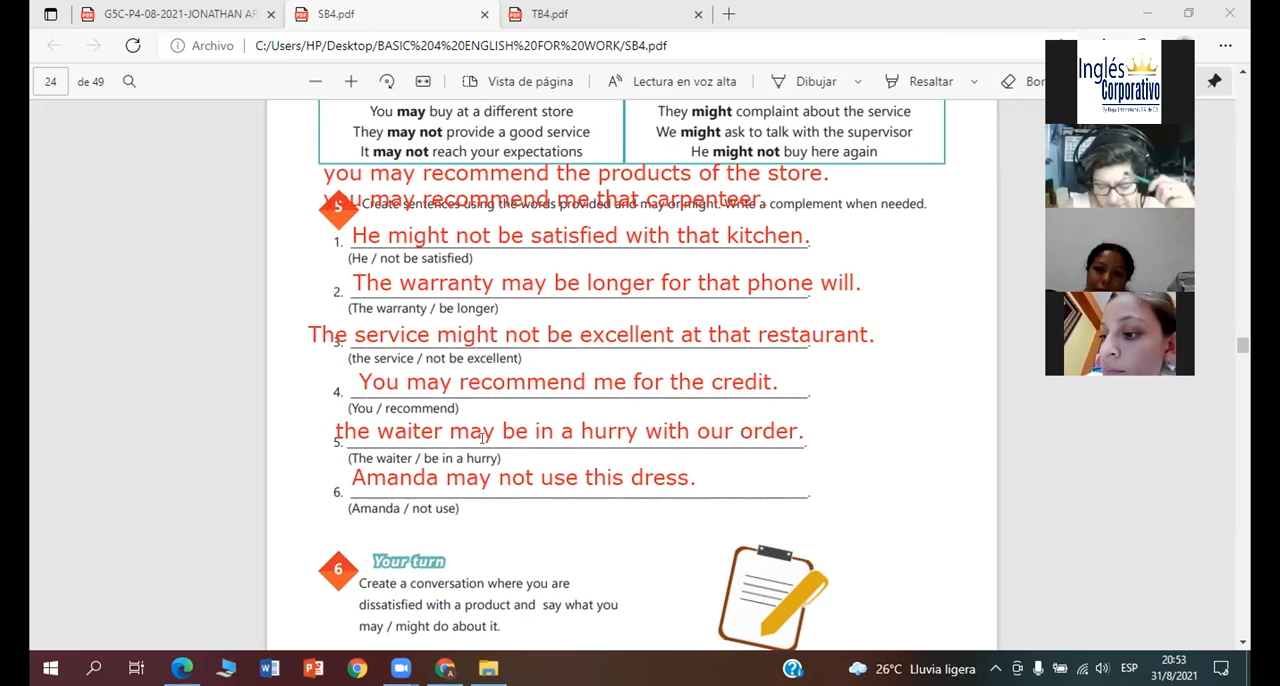 G5C-P4-08-2021-JONATHAN AR
SB4.pdf
TB4.pdf
Archivo
C:/Users/HP/Desktop/BASIC%204%20ENGLISH%20FOR%20WORK/SB4.pdf
24 de 49
Vista de página
Lectura en voz alta
Dibujar
Resaltar
Bor
Inglés
Corporativo
You may buy at a different store
They might complaint about the service
They may not provide a good service
We might ask to talk with the supervisor
It may not reach your expectations
He might not buy here again
you may recommend the products of the store.
you may recommend me that carpenteer.
5 Create sentences using the words provided and may or might. Write a complement when needed.
1. He might not be satisfied with that kitchen.
(He / not be satisfied)
2. The warranty may be longer for that phone will.
(The warranty / be longer)
3. The service might not be excellent at that restaurant.
(the service / not be excellent)
4. You may recommend me for the credit.
(You / recommend)
5. the waiter may be in a hurry with our order.
(The waiter / be in a hurry)
6. Amanda may not use this dress.
(Amanda / not use)
6 Your turn
Create a conversation where you are
dissatisfied with a product and say what you
may / might do about it.
26°C Lluvia ligera
ESP
20:53
31/8/2021